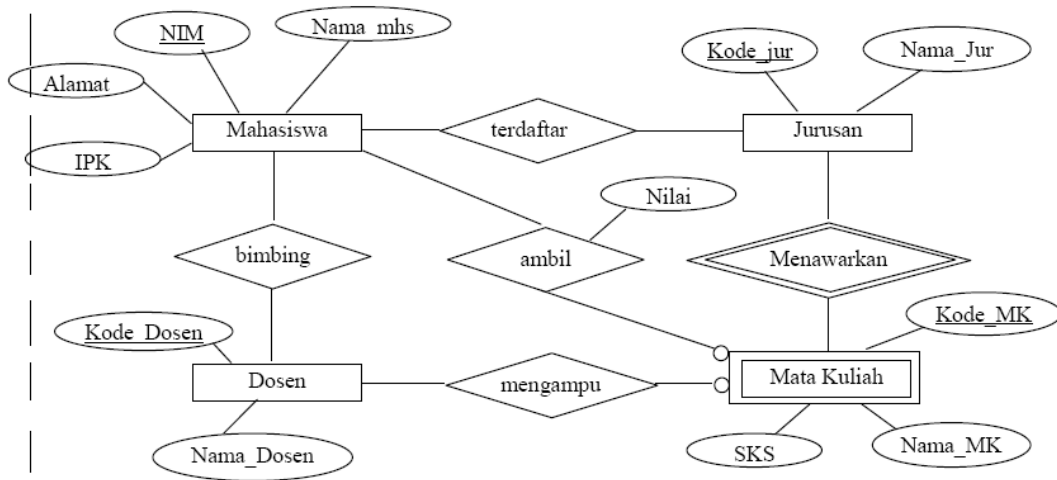 NIM
Nama_mhs
Kode_jur
Nama_Jur
Alamat
Mahasiswa
terdaftar
Jurusan
IPK
Nilai
bimbing
ambil
Menawarkan
Kode_Dosen
Kode_MK
Dosen
mengampu
Mata Kuliah
Nama_Dosen
SKS
Nama_MK